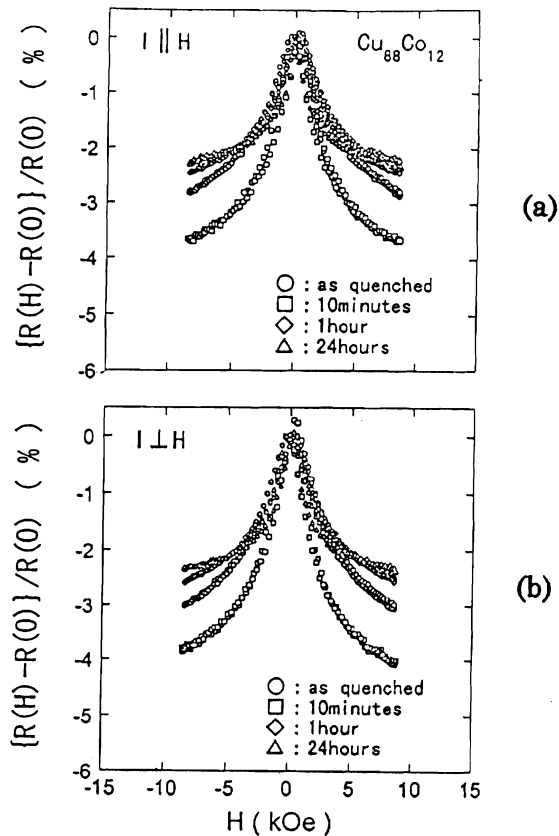 I ∥ H
Cu88Co12
{R(H)−R(0)}/R(0) ( % )
0
-1
-2
-3
-4
-5
-6
○ : as quenched
□ : 10minutes
◇ : 1hour
△ : 24hours
(a)
I ⊥ H
{R(H)−R(0)}/R(0) ( % )
0
-1
-2
-3
-4
-5
-6
○ : as quenched
□ : 10minutes
◇ : 1hour
△ : 24hours
(b)
-15 -10 -5 0 5 10 15
H ( kOe )